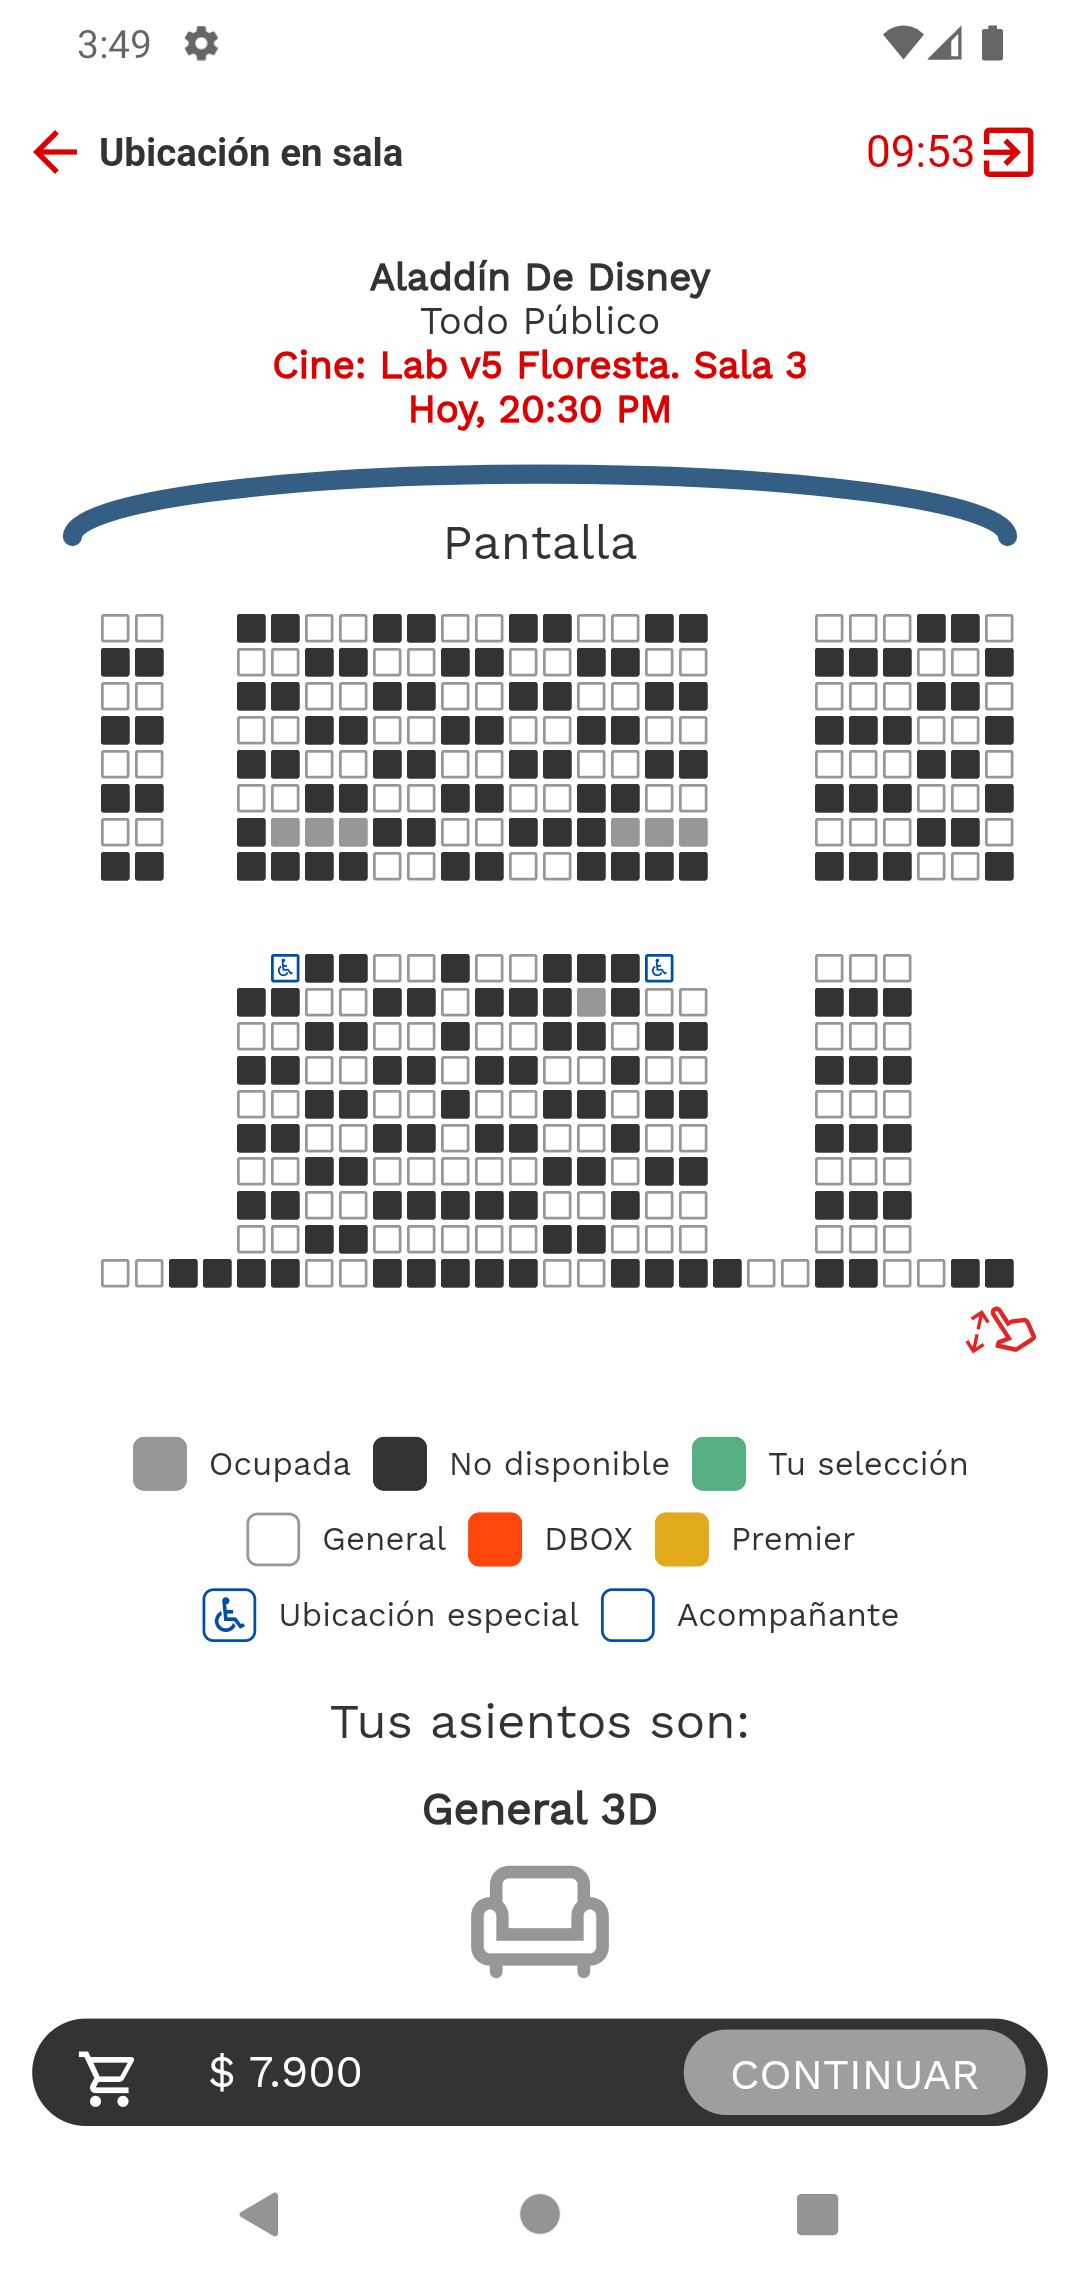 3:49
Ubicación en sala
09:53
Aladdín De Disney
Todo Público
Cine: Lab v5 Floresta. Sala 3
Hoy, 20:30 PM
Pantalla
Ocupada No disponible Tu selección
General DBOX Premier
Ubicación especial Acompañante
Tus asientos son:
General 3D
$ 7.900
CONTINUAR